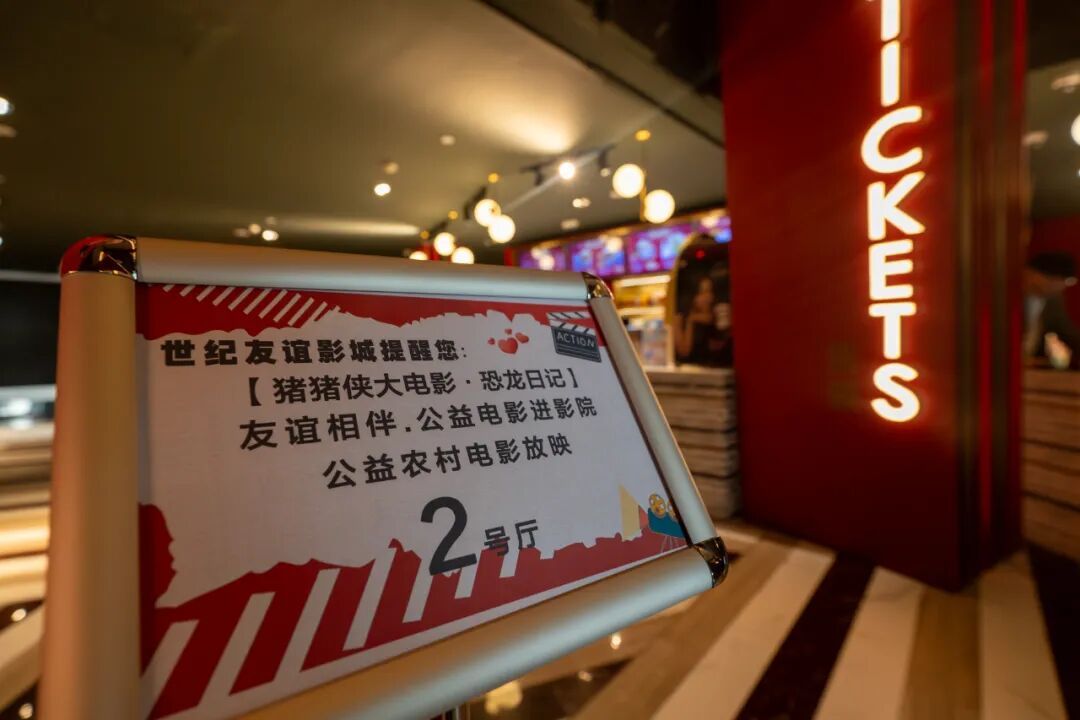 世纪友谊影城提醒您:
ACTION
【猪猪侠大电影·恐龙日记】
友谊相伴.公益电影进影院
公益农村电影放映
2号厅
TICKETS